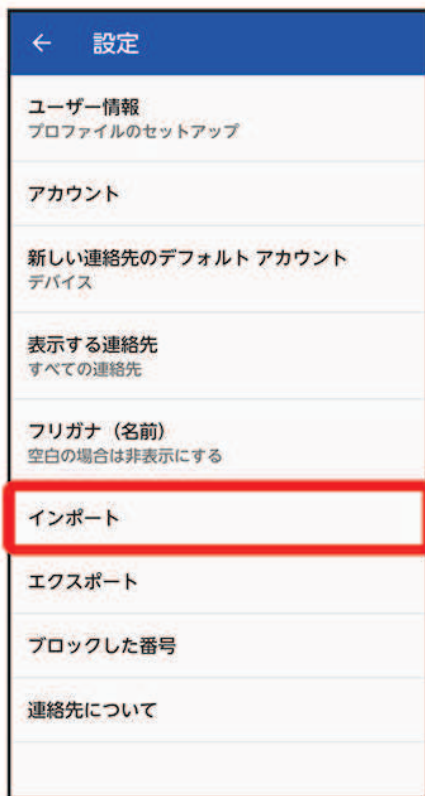 ← 設定
ユーザー情報
プロファイルのセットアップ
アカウント
新しい連絡先のデフォルト アカウント
デバイス
表示する連絡先
すべての連絡先
フリガナ（名前）
空白の場合は非表示にする
インポート
エクスポート
ブロックした番号
連絡先について